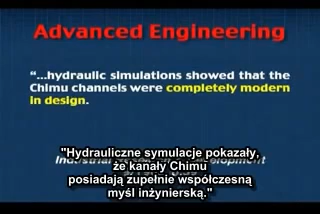 Advanced Engineering
"...hydraulic simulations showed that the
Chimu channels were completely modern
in design.
"Hydrauliczne symulacje pokazały,
że kanały Chimu
posiadają zupełnie współczesną
myśl inżynierską."